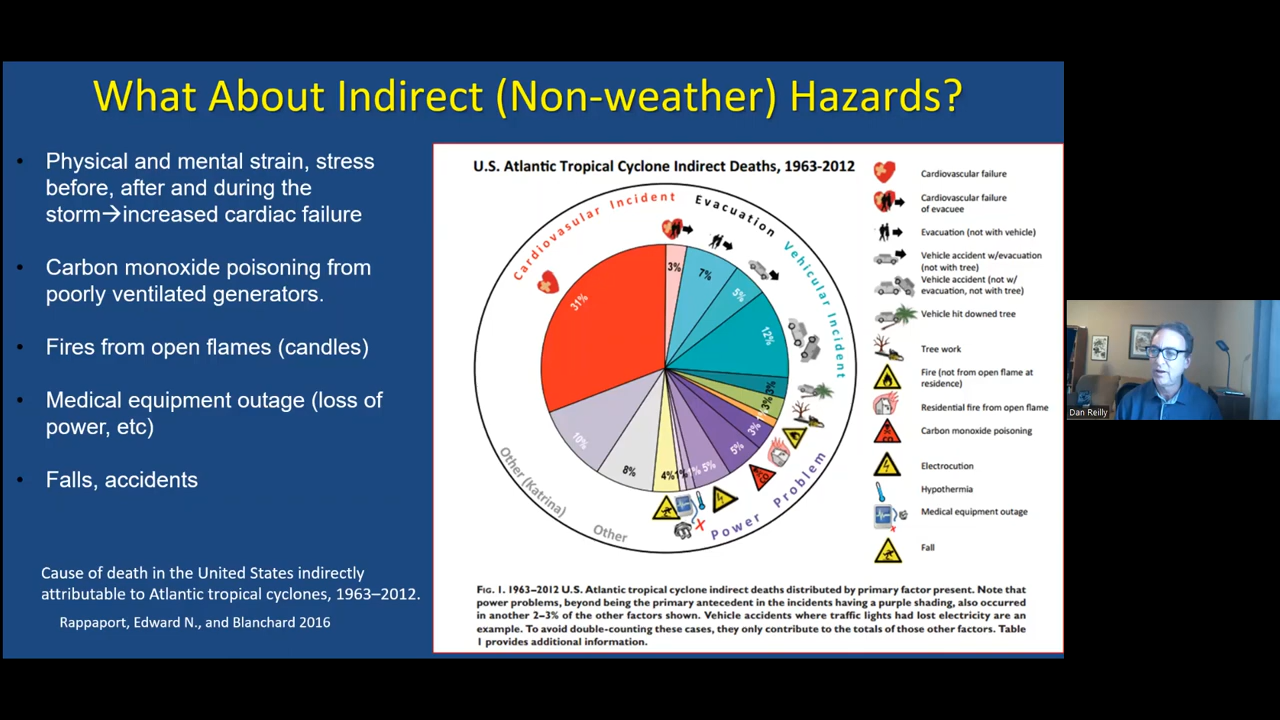 What About Indirect (Non-weather) Hazards?
• Physical and mental strain, stress
before, after and during the
storm→increased cardiac failure
• Carbon monoxide poisoning from
poorly ventilated generators.
• Fires from open flames (candles)
• Medical equipment outage (loss of
power, etc)
• Falls, accidents
Cause of death in the United States indirectly
attributable to Atlantic tropical cyclones, 1963–2012.
Rappaport, Edward N., and Blanchard 2016
U.S. Atlantic Tropical Cyclone Indirect Deaths, 1963-2012
Cardiovasular Incident
Evacuation
Vehicular Incident
Power Problem
Other
Other (Katrina)
31%
3%
7%
5%
12%
3%
3%
3%
5%
5%
1%
1%
4%
8%
10%
CO
Cardiovascular failure
Cardiovascular failure
of evacuee
Evacuation (not with vehicle)
Vehicle accident w/evacuation
(not with tree)
Vehicle accident (not w/
evacuation, not with tree)
Vehicle hit downed tree
Tree work
Fire (not from open flame at
residence)
Residential fire from open flame
CO
Carbon monoxide poisoning
Electrocution
Hypothermia
Medical equipment outage
Fall
FIG. 1. 1963–2012 U.S. Atlantic tropical cyclone indirect deaths distributed by primary factor present. Note that
power problems, beyond being the primary antecedent in the incidents having a purple shading, also occurred
in another 2–3% of the other factors shown. Vehicle accidents where traffic lights had lost electricity are an
example. To avoid double-counting these cases, they only contribute to the totals of those other factors. Table
1 provides additional information.
Dan Reilly